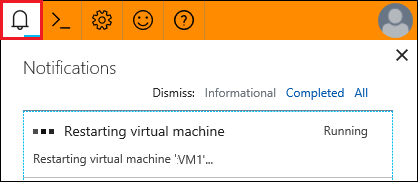 Notifications
Dismiss: Informational Completed All
Restarting virtual machine Running
Restarting virtual machine 'VM1'...